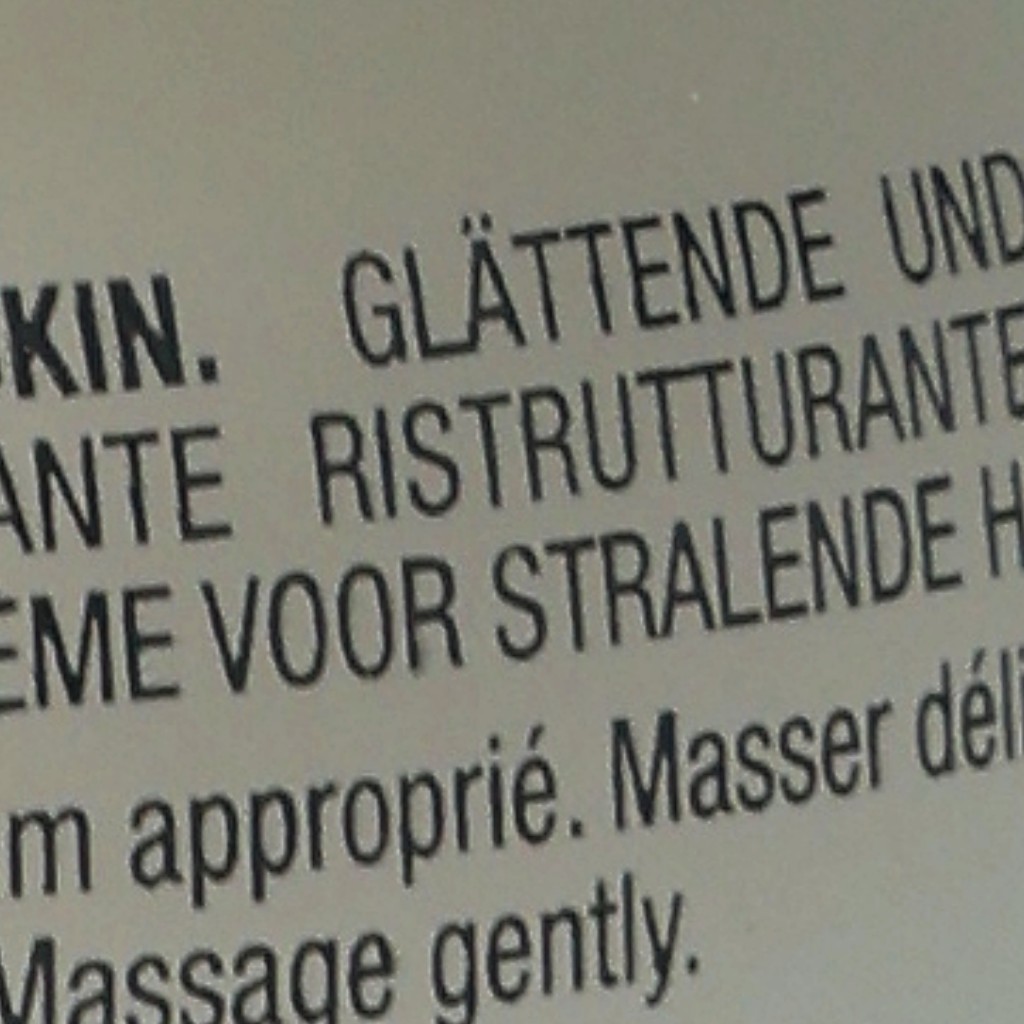 KIN. GLÄTTENDE UND
ANTE RISTRUTTURANTE
EME VOOR STRALENDE H
m approprié. Masser déli
Massage gently.